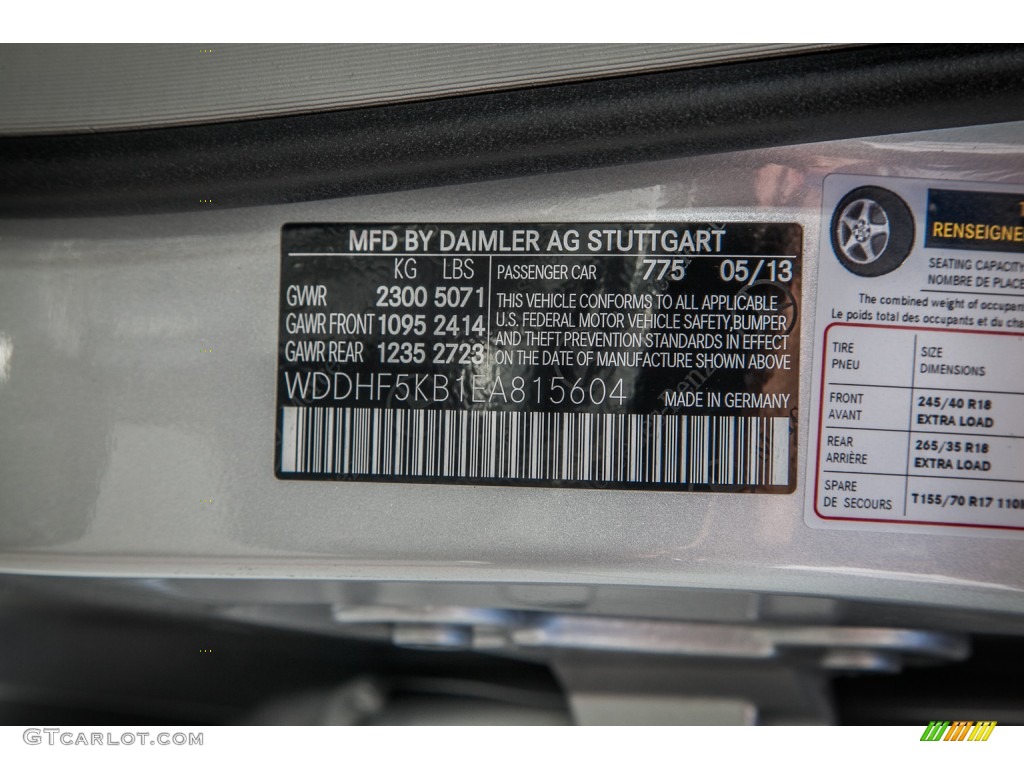 MFD BY DAIMLER AG STUTTGART
KG LBS
GVWR 2300 5071
GAWR FRONT 1095 2414
GAWR REAR 1235 2723
PASSENGER CAR 775 05/13
THIS VEHICLE CONFORMS TO ALL APPLICABLE
U.S. FEDERAL MOTOR VEHICLE SAFETY,BUMPER
AND THEFT PREVENTION STANDARDS IN EFFECT
ON THE DATE OF MANUFACTURE SHOWN ABOVE
WDDHF5KB1EA815604 MADE IN GERMANY
SEATING CAPACITY
NOMBRE DE PLACE
The combined weight of
Le poids total des occupants et du
TIRE
PNEU
SIZE
DIMENSIONS
FRONT
AVANT
245/40 R18
EXTRA LOAD
REAR
ARRIÈRE
265/35 R18
EXTRA LOAD
SPARE
DE SECOURS
T155/70 R17
GTCARLOT.COM